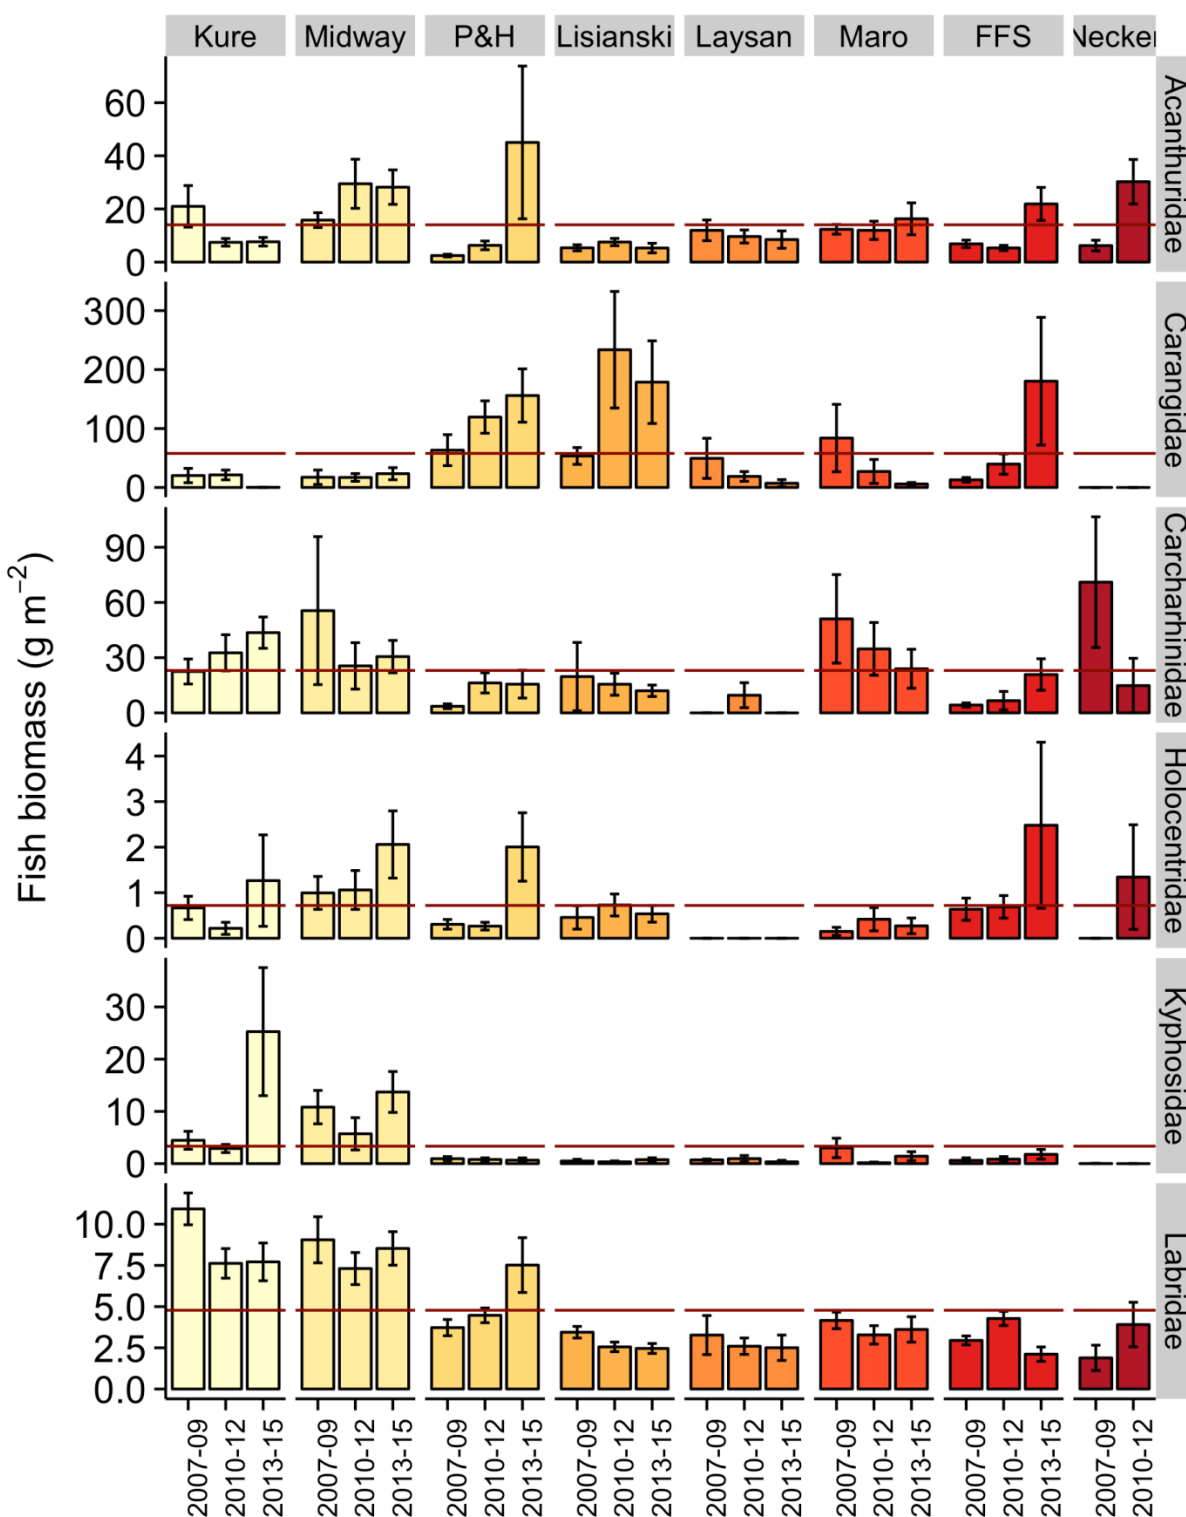 Kure Midway P&H Lisianski Laysan Maro FFS Necker
Fish biomass (g m−2)
60
40
20
0
Acanthuridae
300
200
100
0
Carangidae
90
60
30
0
Carcharhinidae
4
3
2
1
0
Holocentridae
30
20
10
0
Kyphosidae
10.0
7.5
5.0
2.5
0.0
Labridae
2007-09 2010-12 2013-15 2007-09 2010-12 2013-15 2007-09 2010-12 2013-15 2007-09 2010-12 2013-15 2007-09 2010-12 2013-15 2007-09 2010-12 2013-15 2007-09 2010-12 2013-15 2007-09 2010-12